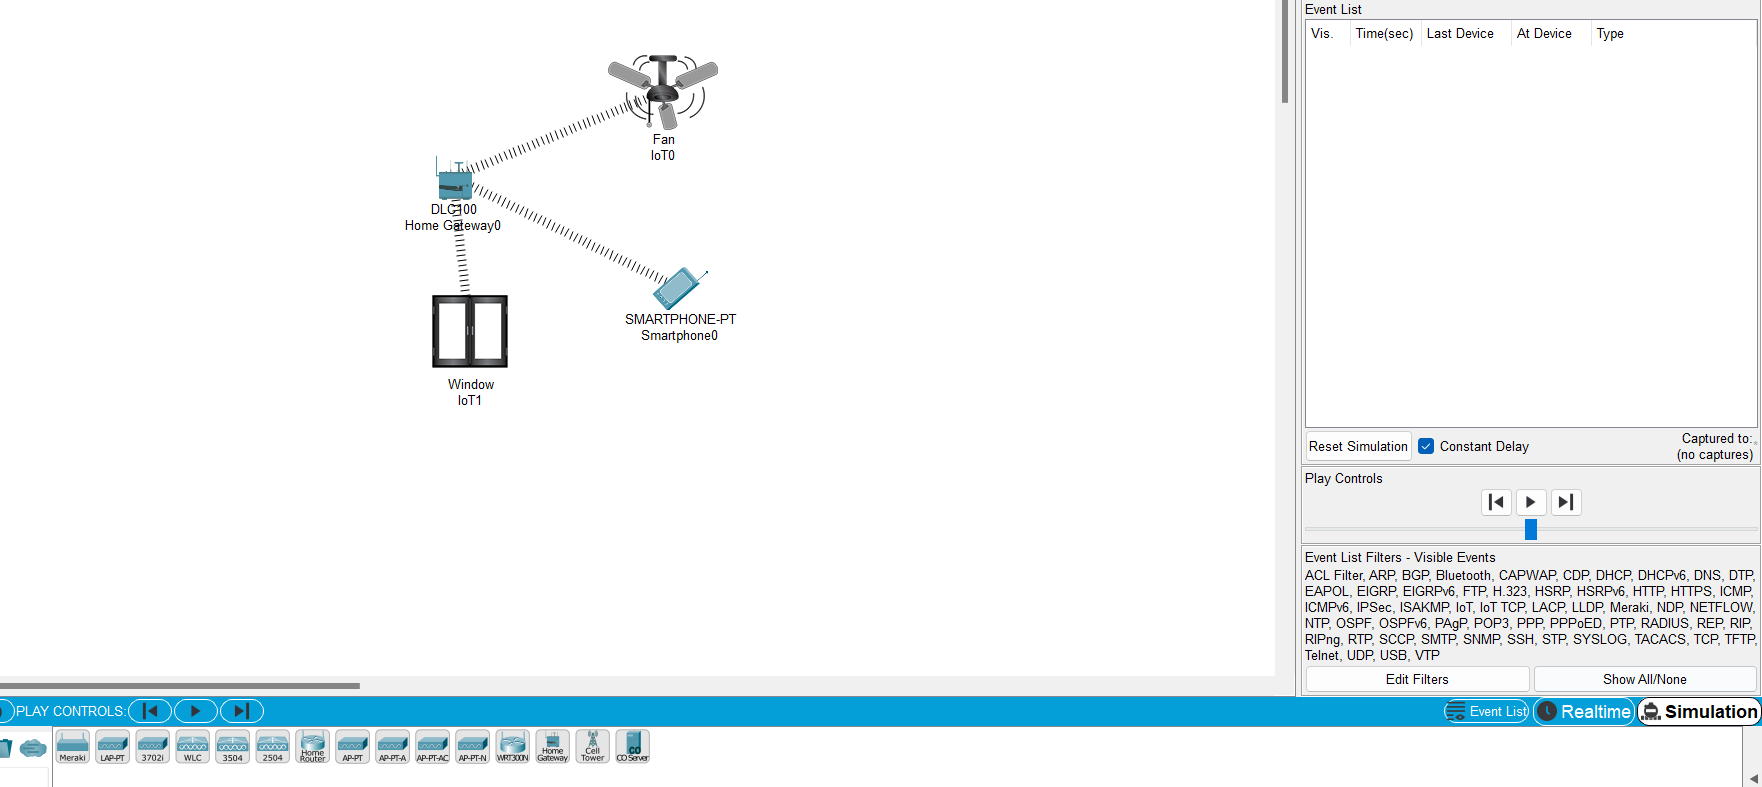 Fan
IoT0
DLC100
Home Gateway0
SMARTPHONE-PT
Smartphone0
Window
IoT1
Event List
Vis. Time(sec) Last Device At Device Type
Reset Simulation Constant Delay
Captured to:
(no captures)
Play Controls
Event List Filters - Visible Events
ACL Filter, ARP, BGP, Bluetooth, CAPWAP, CDP, DHCP, DHCPv6, DNS, DTP,
EAPOL, EIGRP, EIGRPv6, FTP, H.323, HSRP, HSRPv6, HTTP, HTTPS, ICMP,
ICMPv6, IPSec, ISAKMP, IoT, IoT TCP, LACP, LLDP, Meraki, NDP, NETFLOW,
NTP, OSPF, OSPFv6, PAgP, POP3, PPP, PPPoED, PTP, RADIUS, REP, RIP,
RIPng, RTP, SCCP, SMTP, SNMP, SSH, STP, SYSLOG, TACACS, TCP, TFTP,
Telnet, UDP, USB, VTP
Edit Filters Show All/None
PLAY CONTROLS: Event List Realtime Simulation
Meraki LAP-PT 3702i WLC 3504 2504 Home Router AP-PT AP-PT-A AP-PT-AC AP-PT-N WRT300N Home Gateway Cell Tower CO Server